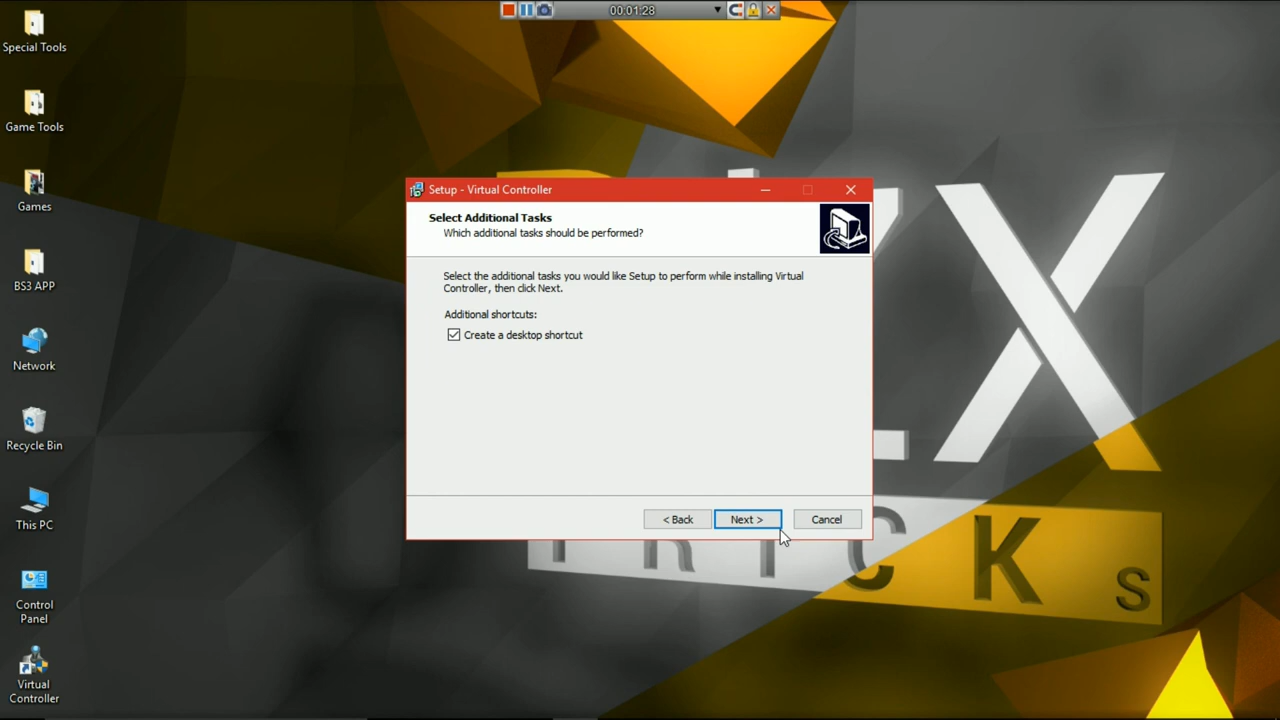 00:01:28
Special Tools
Game Tools
Games
BS3 APP
Network
Recycle Bin
This PC
Control
Panel
Virtual
Controller
Setup - Virtual Controller
Select Additional Tasks
Which additional tasks should be performed?
Select the additional tasks you would like Setup to perform while installing Virtual
Controller, then click Next.
Additional shortcuts:
Create a desktop shortcut
< Back
Next >
Cancel
X
TRICKs